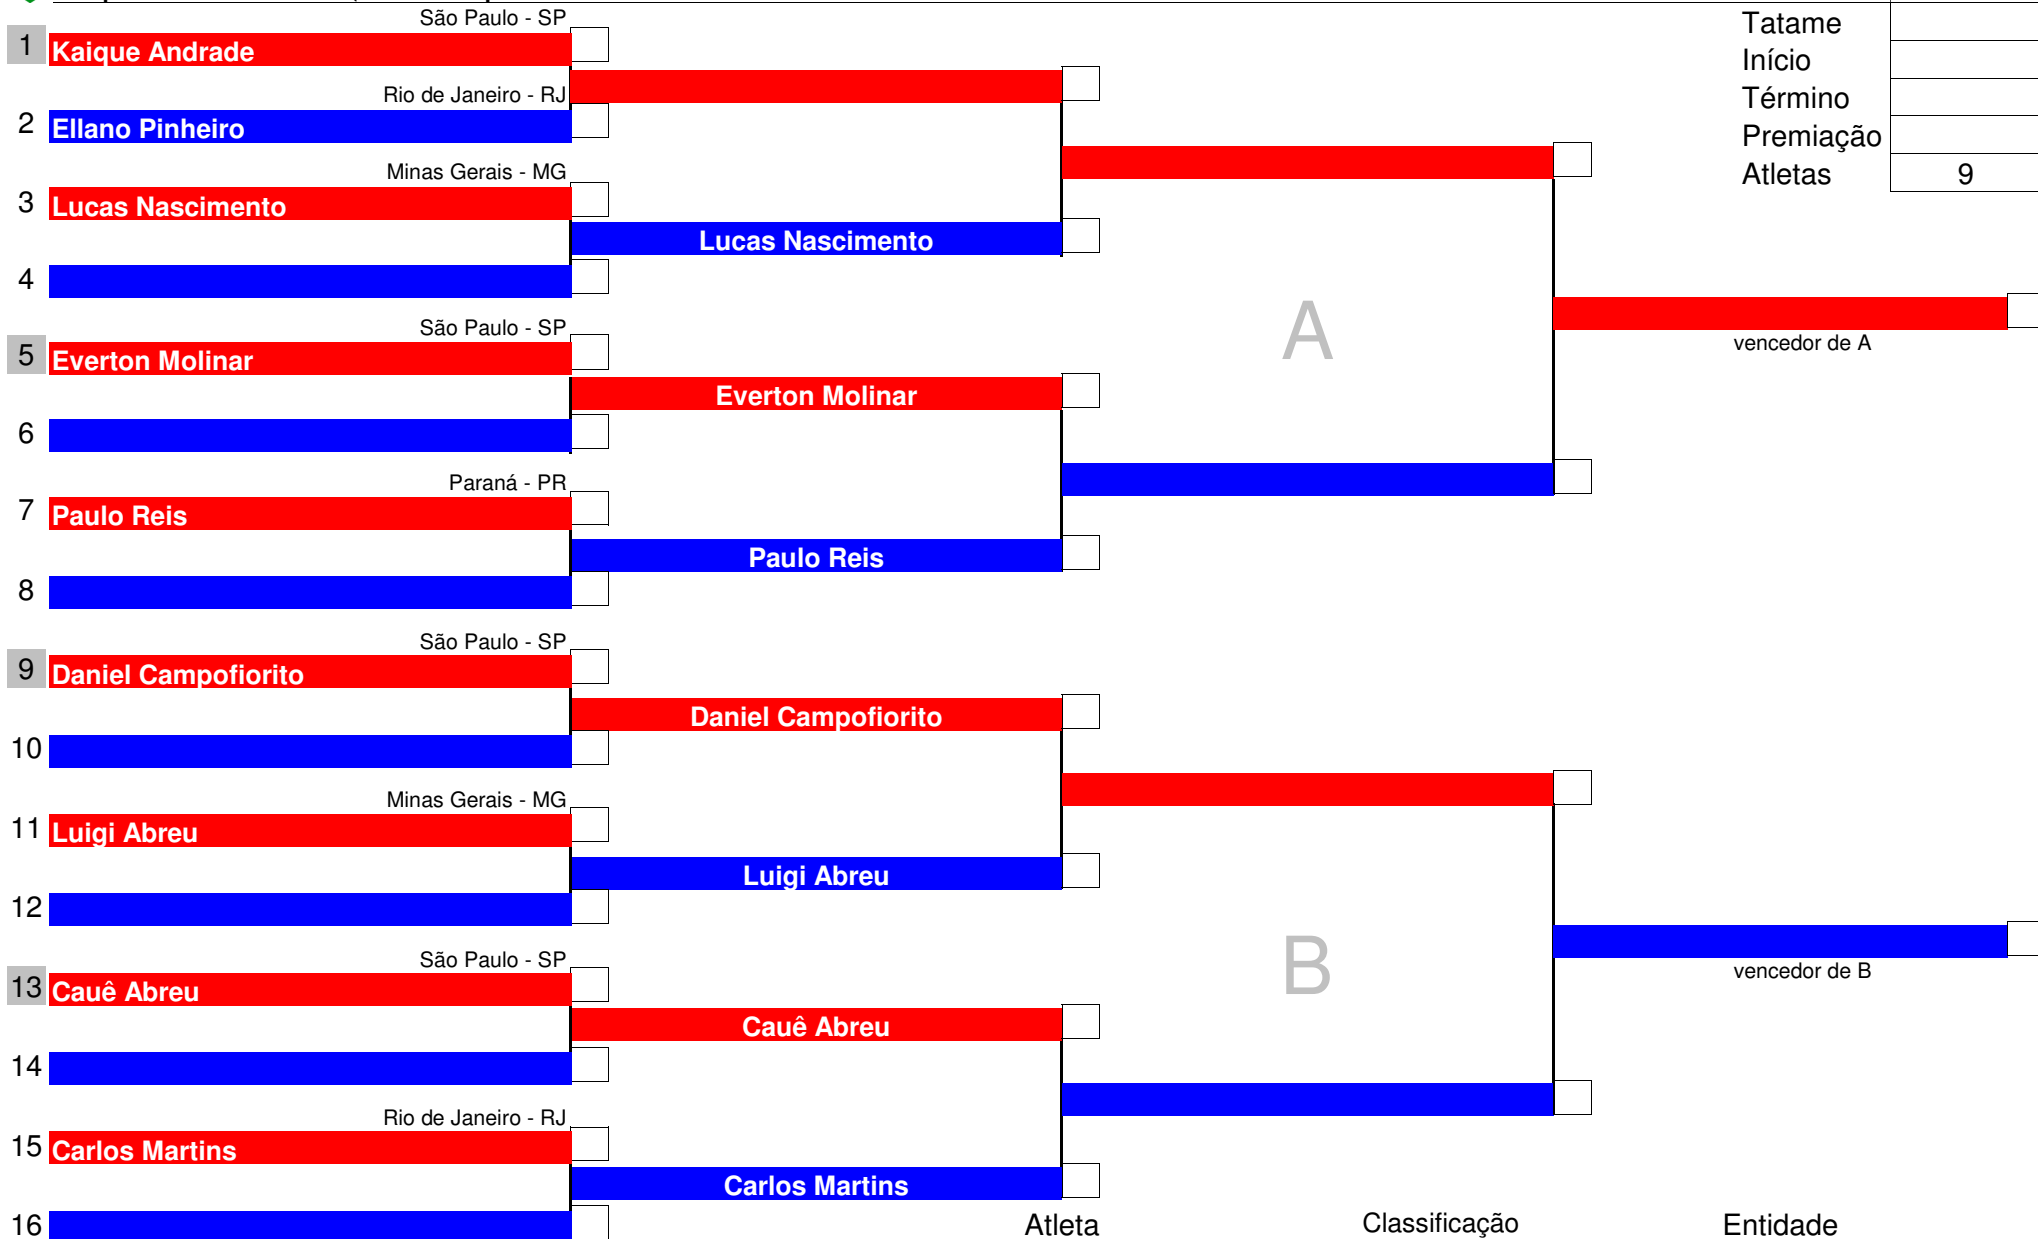 São Paulo - SP
1 Kaique Andrade
Rio de Janeiro - RJ
2 Ellano Pinheiro
Minas Gerais - MG
3 Lucas Nascimento
Lucas Nascimento
4
São Paulo - SP
5 Everton Molinar
Everton Molinar
6
Paraná - PR
7 Paulo Reis
Paulo Reis
8
São Paulo - SP
9 Daniel Campofiorito
Daniel Campofiorito
10
Minas Gerais - MG
11 Luigi Abreu
Luigi Abreu
12
São Paulo - SP
13 Cauê Abreu
Cauê Abreu
14
Rio de Janeiro - RJ
15 Carlos Martins
Carlos Martins
16
A
B
vencedor de A
vencedor de B
Tatame
Início
Término
Premiação
Atletas 9
Atleta Classificação Entidade